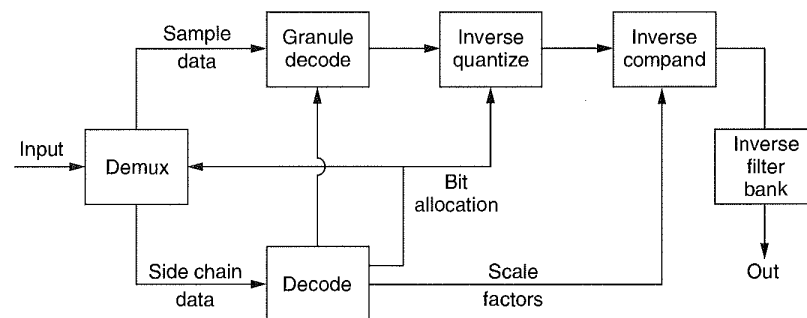 Sample
data
Granule
decode
Inverse
quantize
Inverse
compand
Input
Demux
Bit
allocation
Inverse
filter
bank
Side chain
data
Decode
Scale
factors
Out